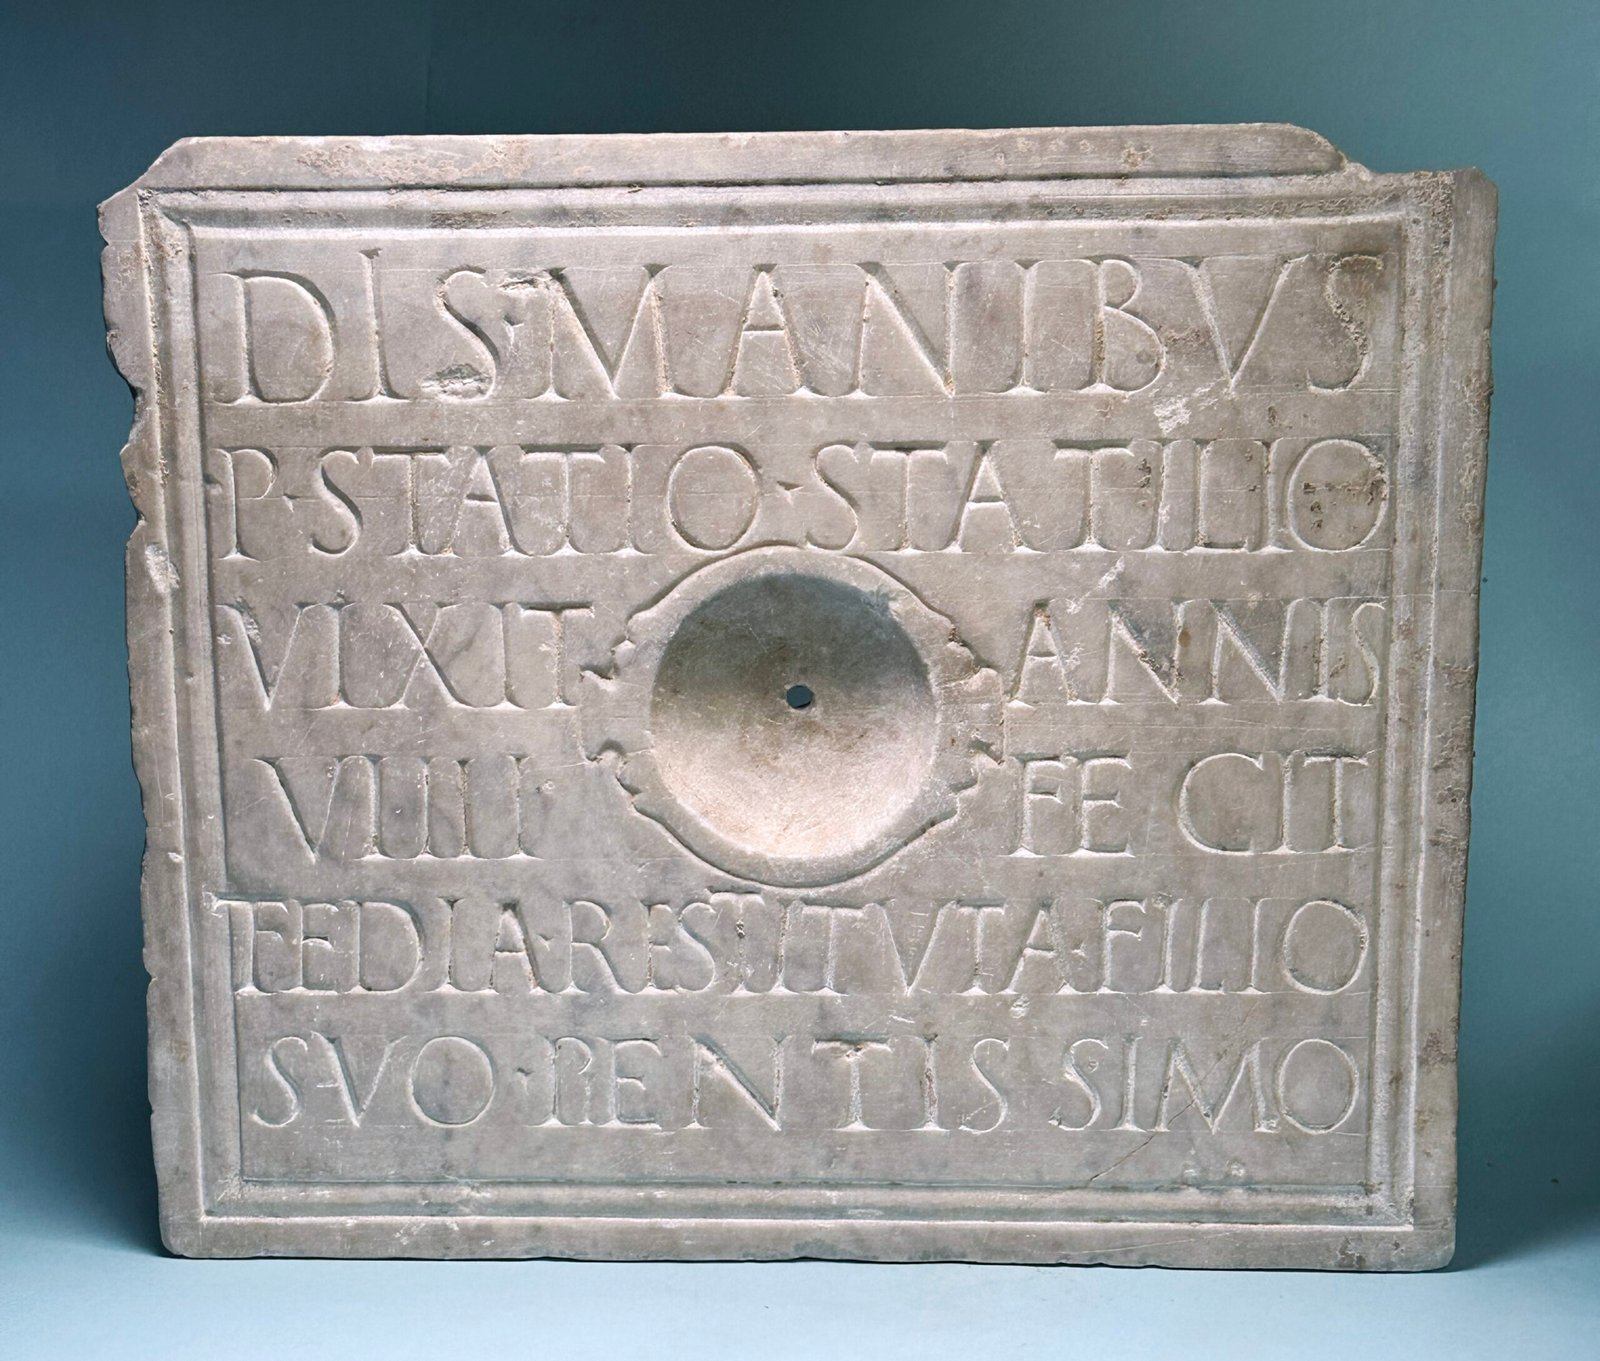 DIS·MANIBVS
P·STATIO·STATILIO
VIXIT ANNIS
VIIII FECIT
TEDIA·RESTITVTA·FILIO
SVO·PIENTISSIMO